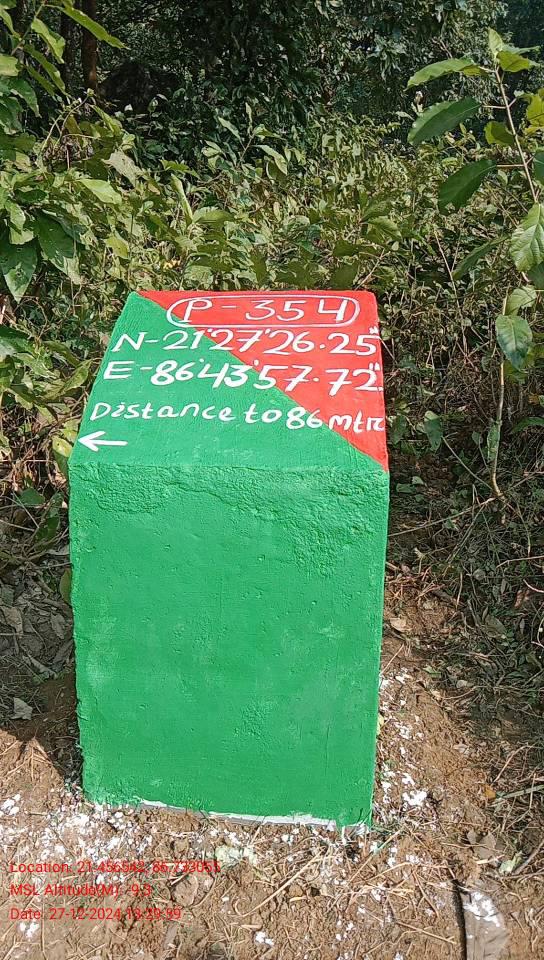 P-354
N-21°27'26.25"
E-86°43'57.72"
Distance to 86 mtr
←
Location: 21.456542, 86.733055
MSL Altitude(M): -9.3
Date: 27-12-2024 13:39:59